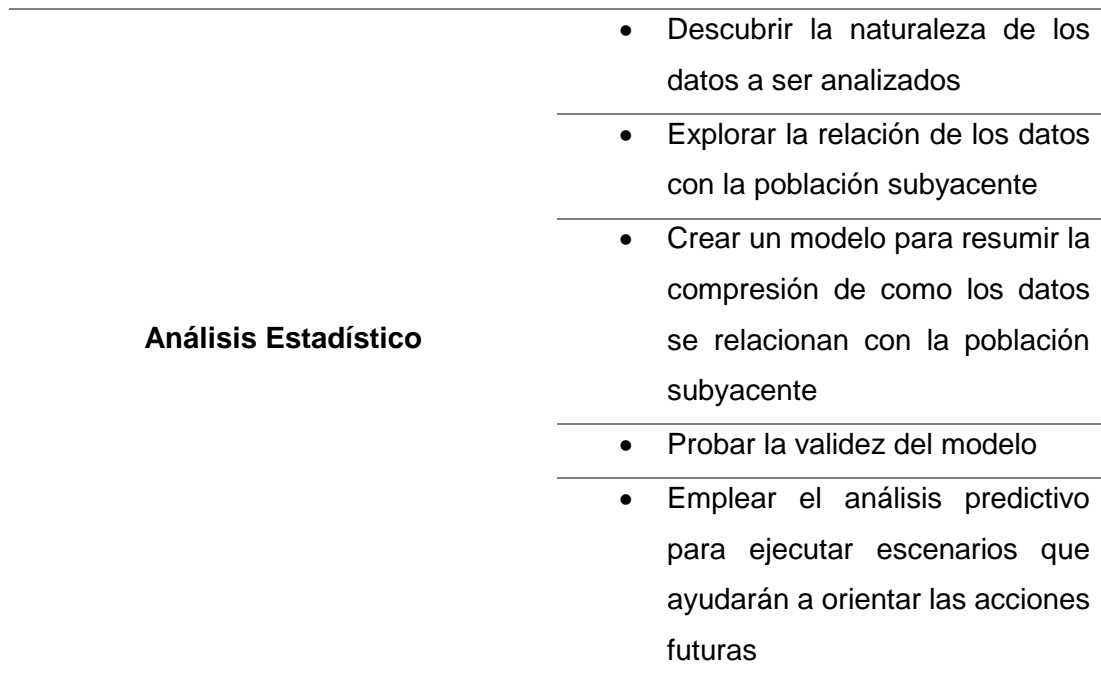 • Descubrir la naturaleza de los
datos a ser analizados
• Explorar la relación de los datos
con la población subyacente
• Crear un modelo para resumir la
compresión de como los datos
Análisis Estadístico
se relacionan con la población
subyacente
• Probar la validez del modelo
• Emplear el análisis predictivo
para ejecutar escenarios que
ayudarán a orientar las acciones
futuras